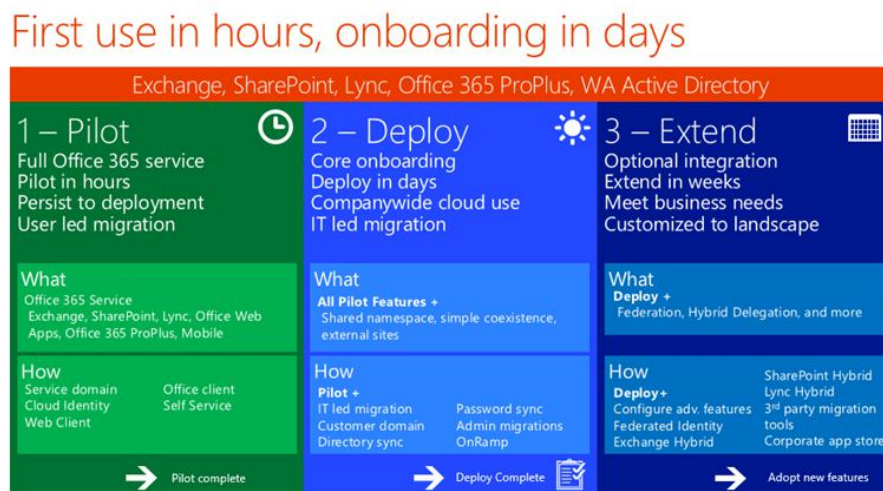 First use in hours, onboarding in days
Exchange, SharePoint, Lync, Office 365 ProPlus, WA Active Directory
1 – Pilot
Full Office 365 service
Pilot in hours
Persist to deployment
User led migration
What
Office 365 Service
Exchange, SharePoint, Lync, Office Web
Apps, Office 365 ProPlus, Mobile
How
Service domain
Cloud Identity
Web Client
Office client
Self Service
Pilot complete
2 – Deploy
Core onboarding
Deploy in days
Companywide cloud use
IT led migration
What
All Pilot Features +
Shared namespace, simple coexistence,
external sites
How
Pilot +
IT led migration
Customer domain
Directory sync
Password sync
Admin migrations
OnRamp
Deploy Complete
3 – Extend
Optional integration
Extend in weeks
Meet business needs
Customized to landscape
What
Deploy +
Federation, Hybrid Delegation, and more
How
Deploy+
Configure adv. features
Federated Identity
Exchange Hybrid
SharePoint Hybrid
Lync Hybrid
3rd party migration
tools
Corporate app store
Adopt new features